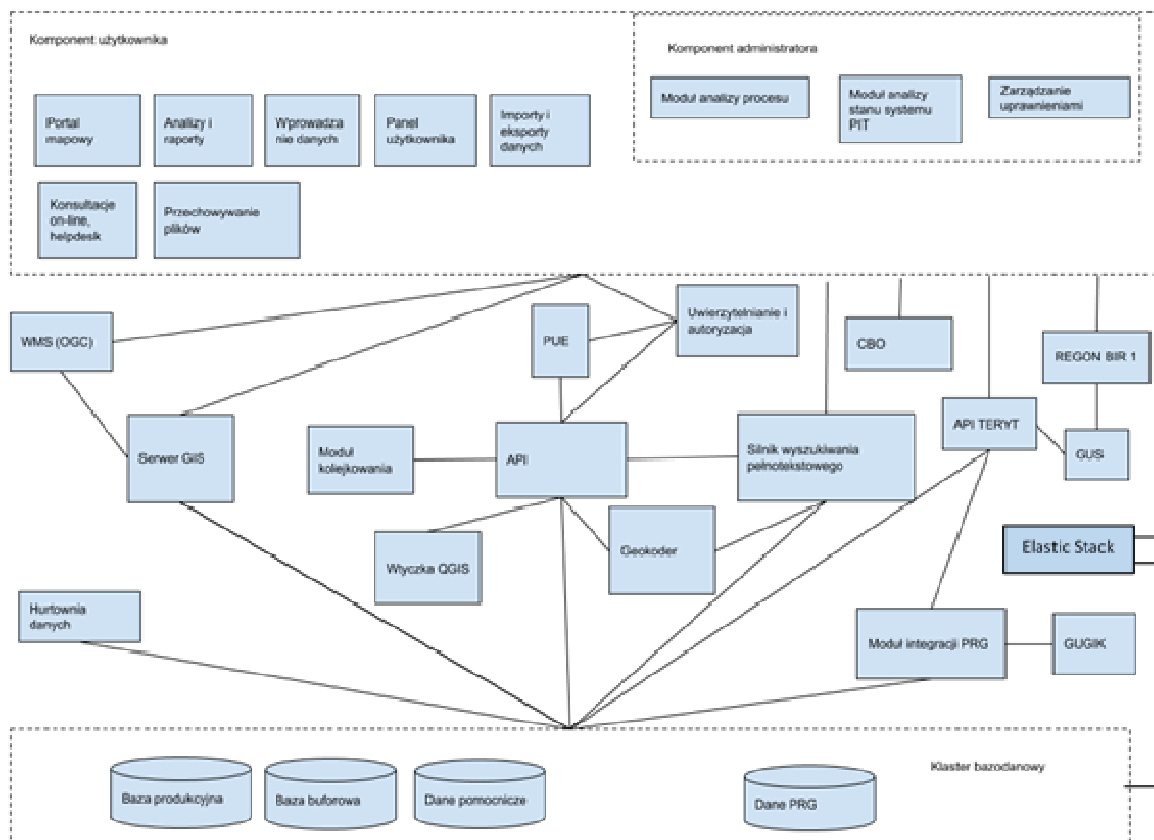 Komponent użytkownika
Komponent administratora
Portal
mapowy
Analizy i
raporty
Wprowadza
nie danych
Panel
użytkownika
Importy i
eksporty
danych
Moduł analizy procesu
Moduł analizy
stanu systemu
PIT
Zarządzanie
uprawnieniami
Konsultacje
on-line,
helpdesk
Przechowywanie
plików
WMS (OGC)
PUE
Uwierzytelnianie i
autoryzacja
CBO
REGON BIR 1
Serwer GIS
Moduł
kolejkowania
API
Silnik wyszukiwania
pełnotekstowego
API TERYT
GUS
Wtyczka QGIS
Geokoder
Elastic Stack
Hurtownia
danych
Moduł integracji PRG
GUGIK
Klaster bazodanowy
Baza produkcyjna
Baza buforowa
Dane pomocnicze
Dane PRG